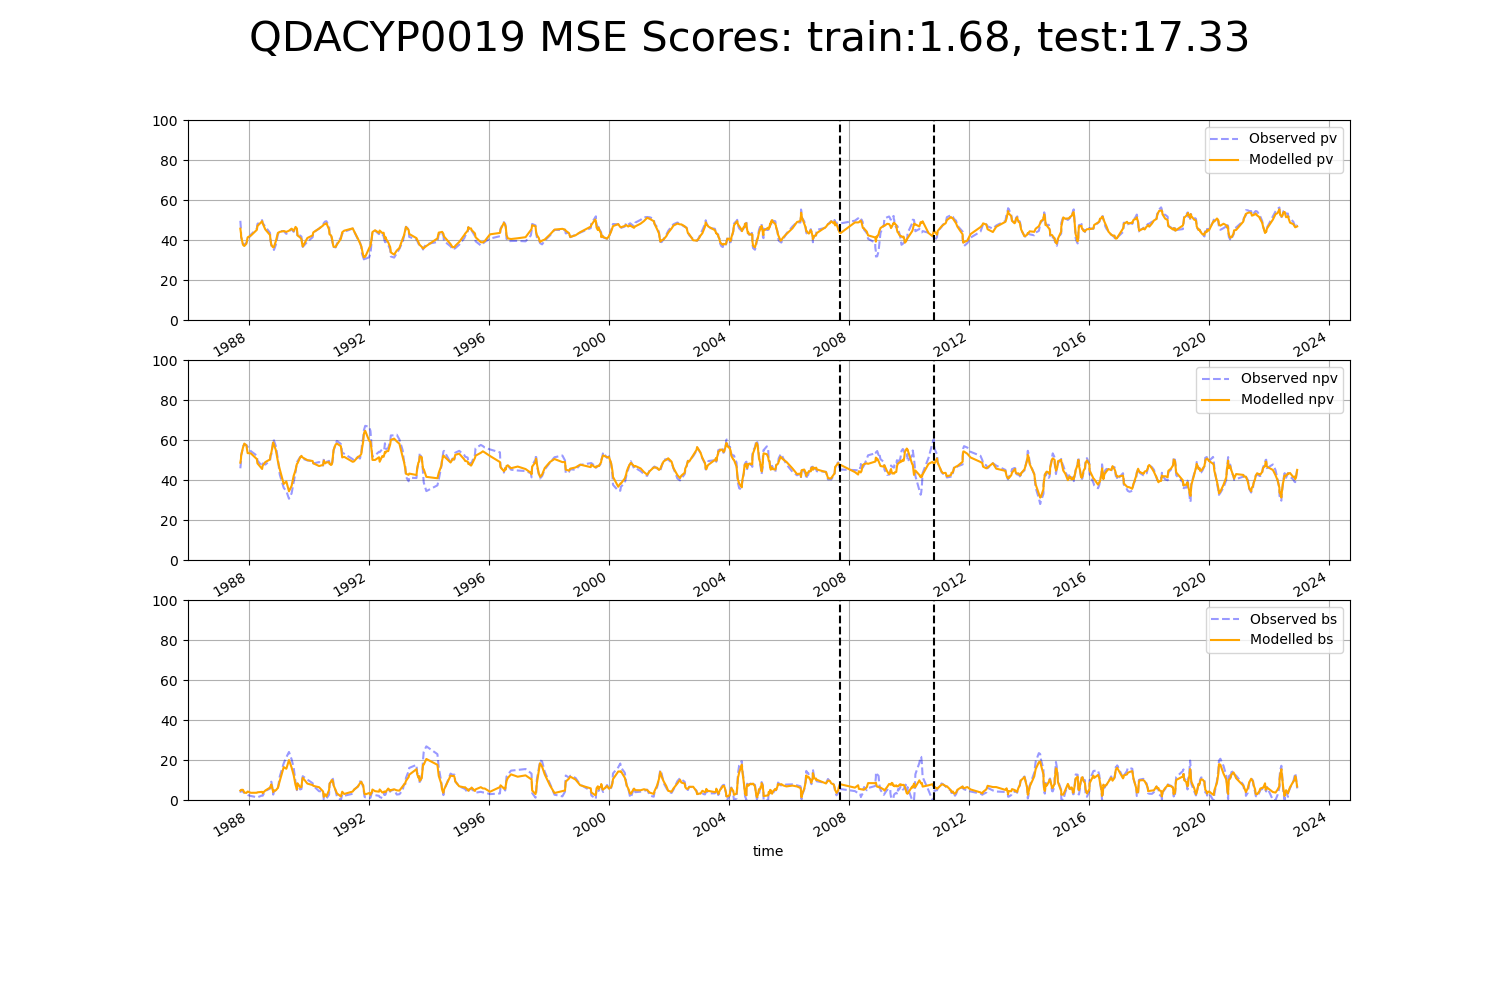 QDACYP0019 MSE Scores: train:1.68, test:17.33
100
80
60
40
20
0
Observed pv
Modelled pv
1988 1992 1996 2000 2004 2008 2012 2016 2020 2024
100
80
60
40
20
0
Observed npv
Modelled npv
1988 1992 1996 2000 2004 2008 2012 2016 2020 2024
100
80
60
40
20
0
Observed bs
Modelled bs
1988 1992 1996 2000 2004 2008 2012 2016 2020 2024
time